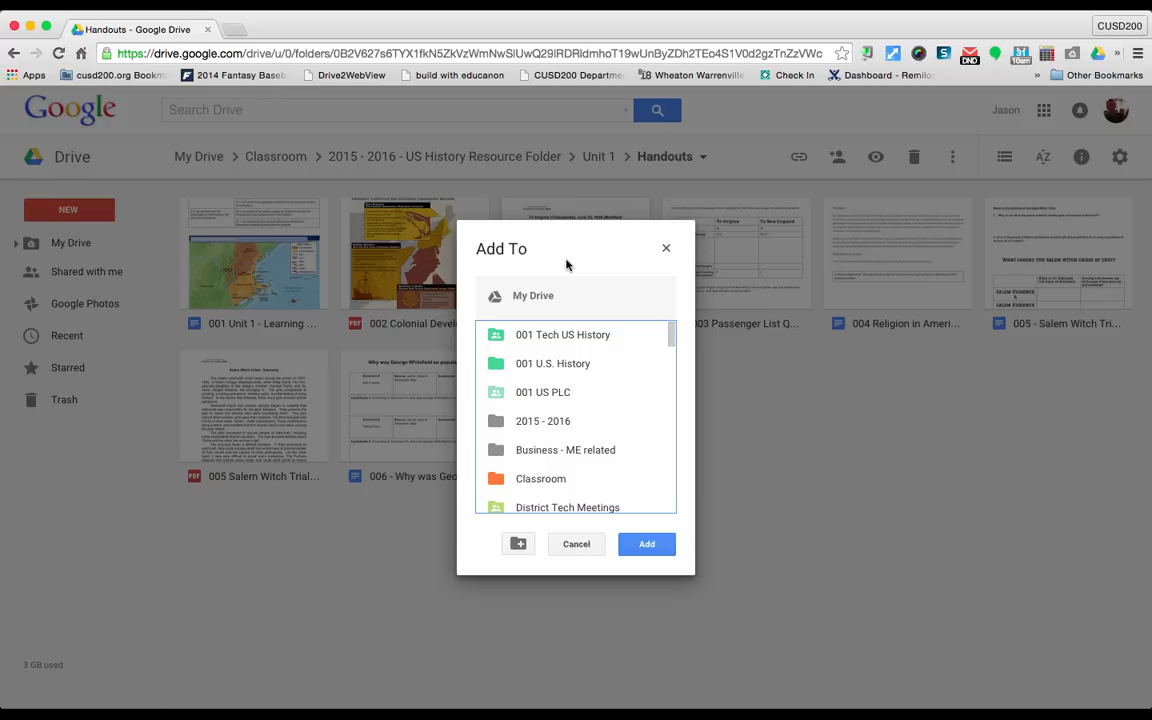 Handouts - Google Drive
CUSD200
https://drive.google.com/drive/u/0/folders/0B2V627s6TYX1fkN5ZkVzWmNwSlUwQ29lRDRldmhoT19wUnByZDh2TEo4S1V0d2gzTnZzVWc
Apps
cusd200.org Bookm
2014 Fantasy Baseb
Drive2WebView
build with educanon
CUSD200 Departme
Wheaton Warrenville
Check In
Dashboard - Remilo
»
Other Bookmarks
Google
Search Drive
Jason
Drive
My Drive
Classroom
2015 - 2016 - US History Resource Folder
Unit 1
Handouts
NEW
My Drive
Shared with me
Google Photos
Recent
Starred
Trash
3 GB used
WHAT CAUSED THE SALEM WITCH CRISIS OF 1692?
To Virginia
To New England
001 Unit 1 - Learning ...
002 Colonial Devel
003 Passenger List Q...
004 Religion in Ameri...
005 - Salem Witch Tri...
Why was George Whitefield so popula
005 Salem Witch Trial...
006 - Why was Geo
Add To
My Drive
001 Tech US History
001 U.S. History
001 US PLC
2015 - 2016
Business - ME related
Classroom
District Tech Meetings
Cancel
Add